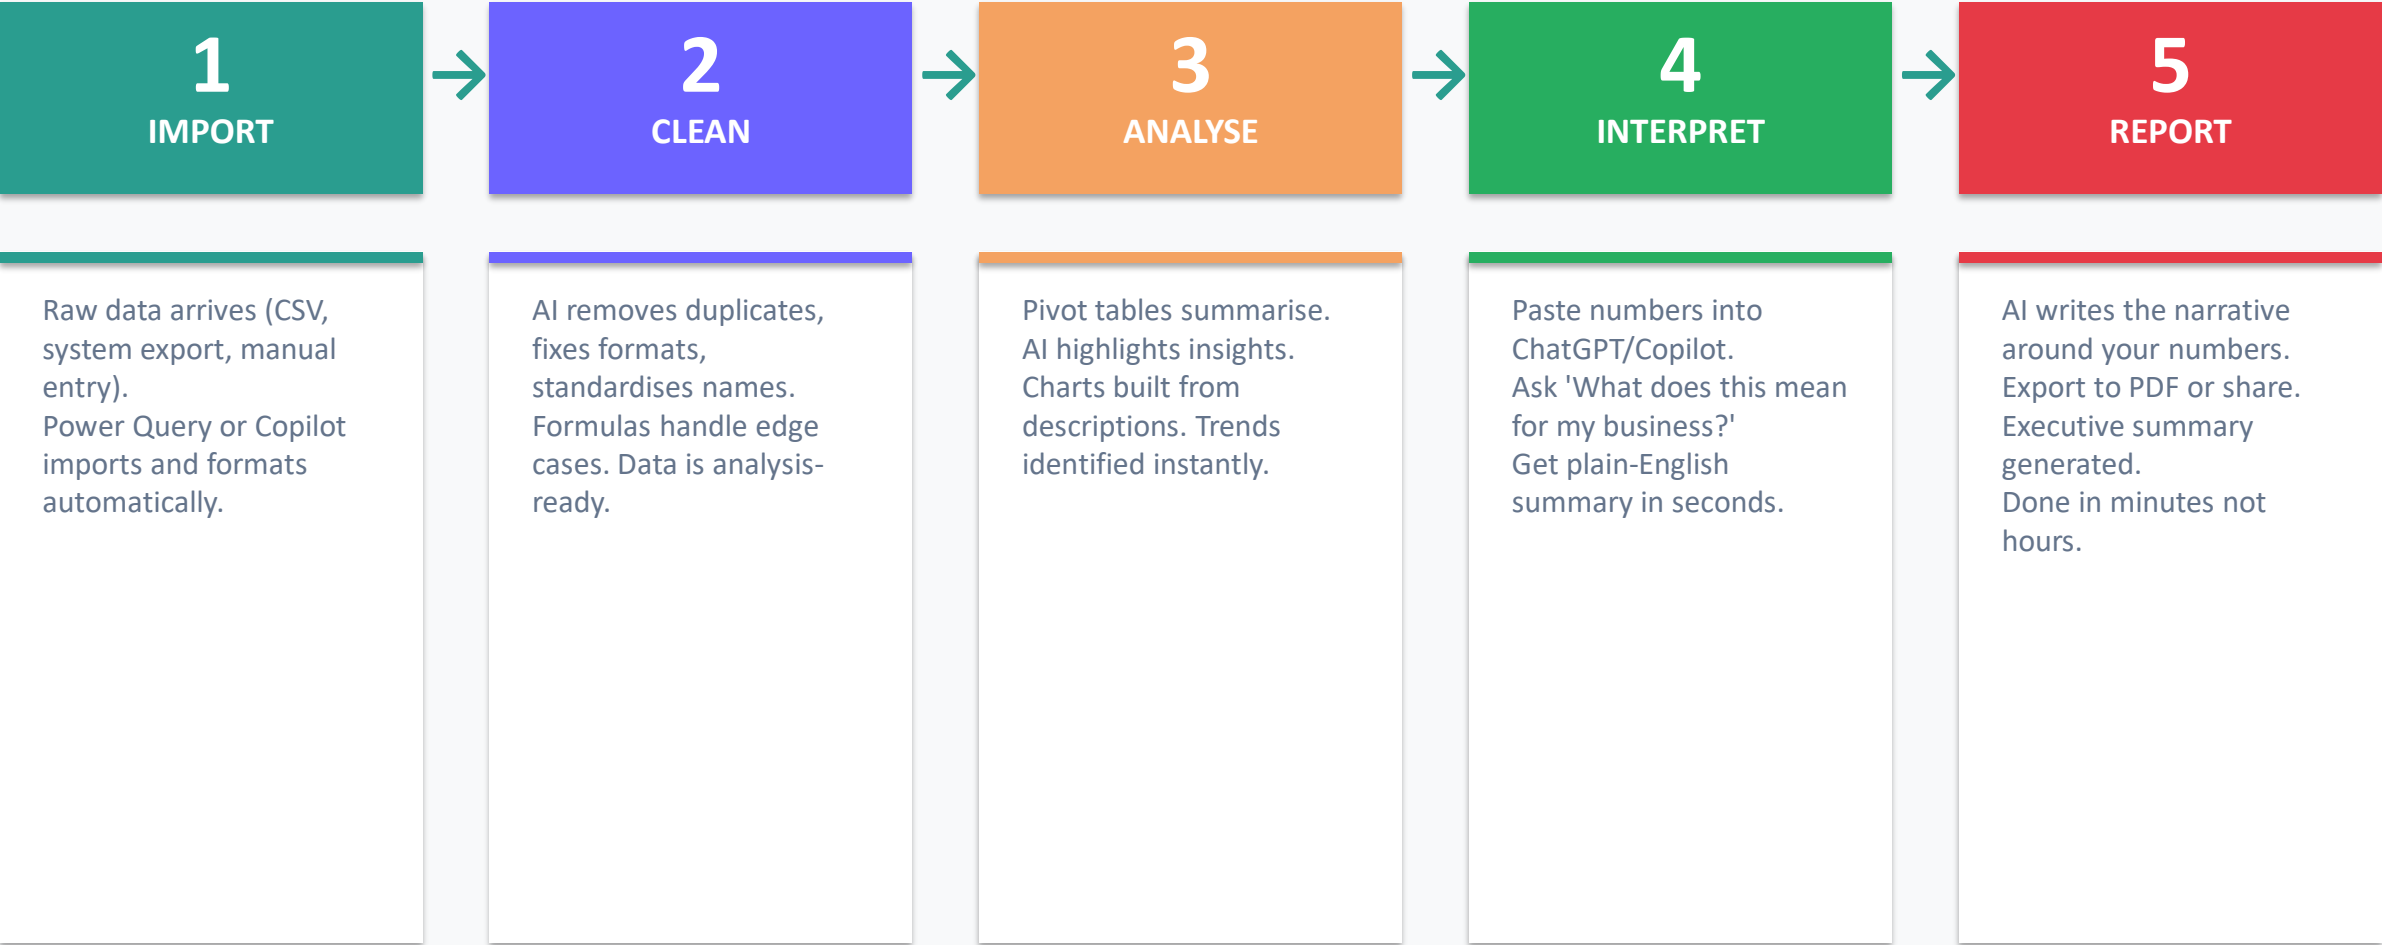 1
IMPORT
2
CLEAN
3
ANALYSE
4
INTERPRET
5
REPORT
Raw data arrives (CSV,
system export, manual
entry).
Power Query or Copilot
imports and formats
automatically.
AI removes duplicates,
fixes formats,
standardises names.
Formulas handle edge
cases. Data is analysis-
ready.
Pivot tables summarise.
AI highlights insights.
Charts built from
descriptions. Trends
identified instantly.
Paste numbers into
ChatGPT/Copilot.
Ask 'What does this mean
for my business?'
Get plain-English
summary in seconds.
AI writes the narrative
around your numbers.
Export to PDF or share.
Executive summary
generated.
Done in minutes not
hours.